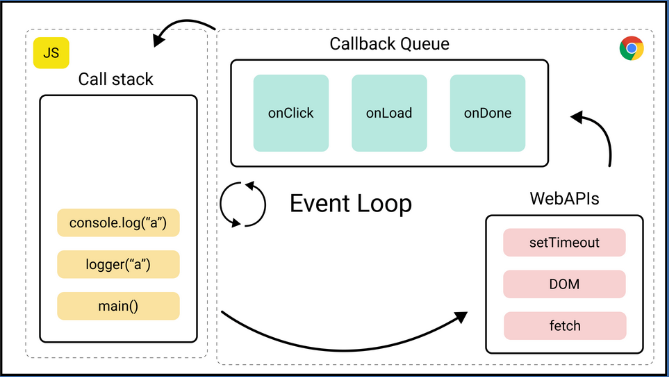 JS
Call stack
console.log(“a”)
logger(“a”)
main()
Callback Queue
onClick
onLoad
onDone
Event Loop
WebAPIs
setTimeout
DOM
fetch